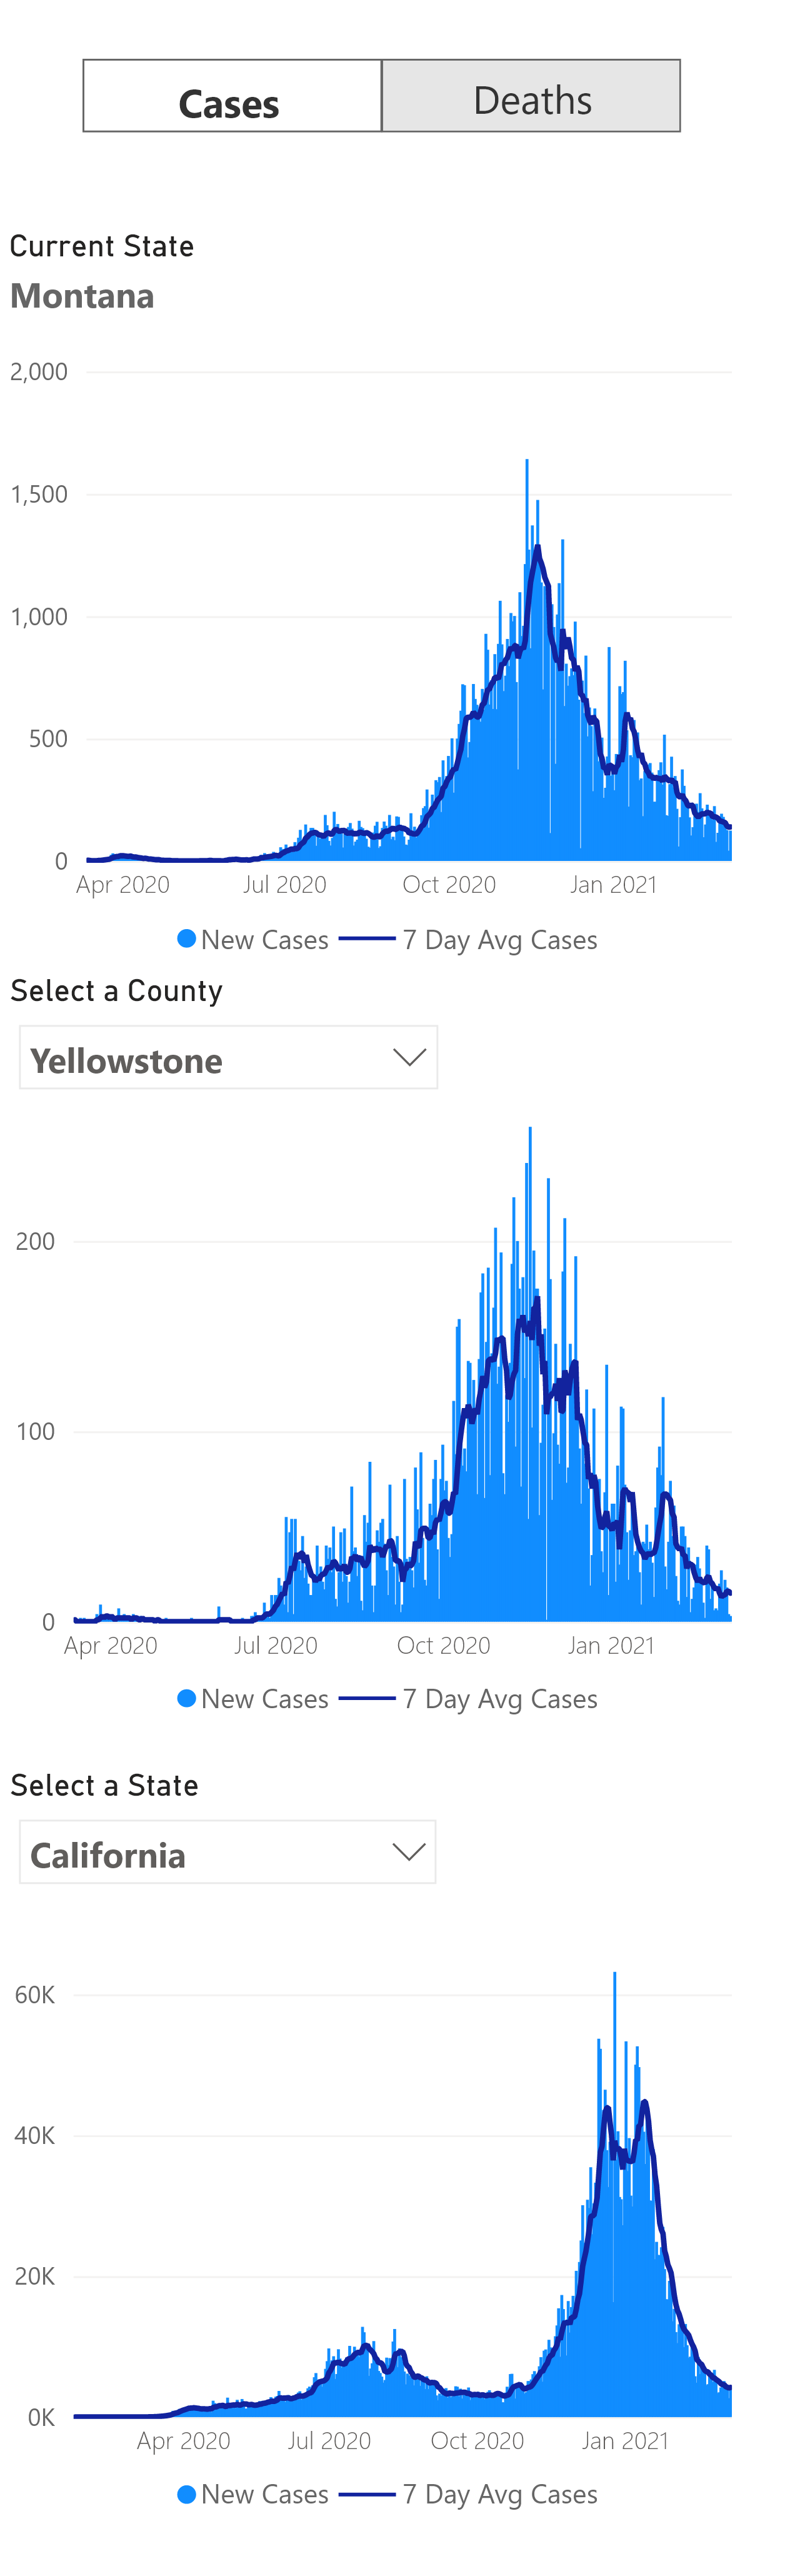 Cases Deaths
Current State
Montana
2,000
1,500
1,000
500
0
Apr 2020 Jul 2020 Oct 2020 Jan 2021
New Cases 7 Day Avg Cases
Select a County
Yellowstone
200
100
0
Apr 2020 Jul 2020 Oct 2020 Jan 2021
New Cases 7 Day Avg Cases
Select a State
California
60K
40K
20K
0K
Apr 2020 Jul 2020 Oct 2020 Jan 2021
New Cases 7 Day Avg Cases